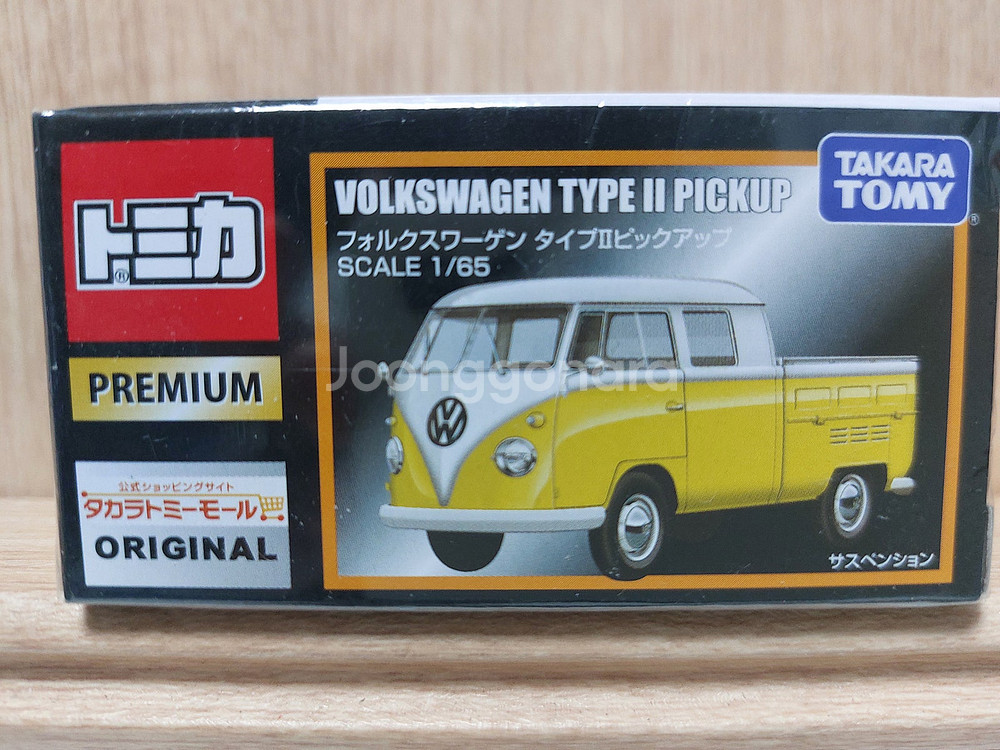 トミカ
®
PREMIUM
公式ショッピングサイト
タカラトミーモール
ORIGINAL
VOLKSWAGEN TYPE II PICKUP
フォルクスワーゲン タイプⅡピックアップ
SCALE 1/65
TAKARA
TOMY
®
Joonggonara
VW
サスペンション